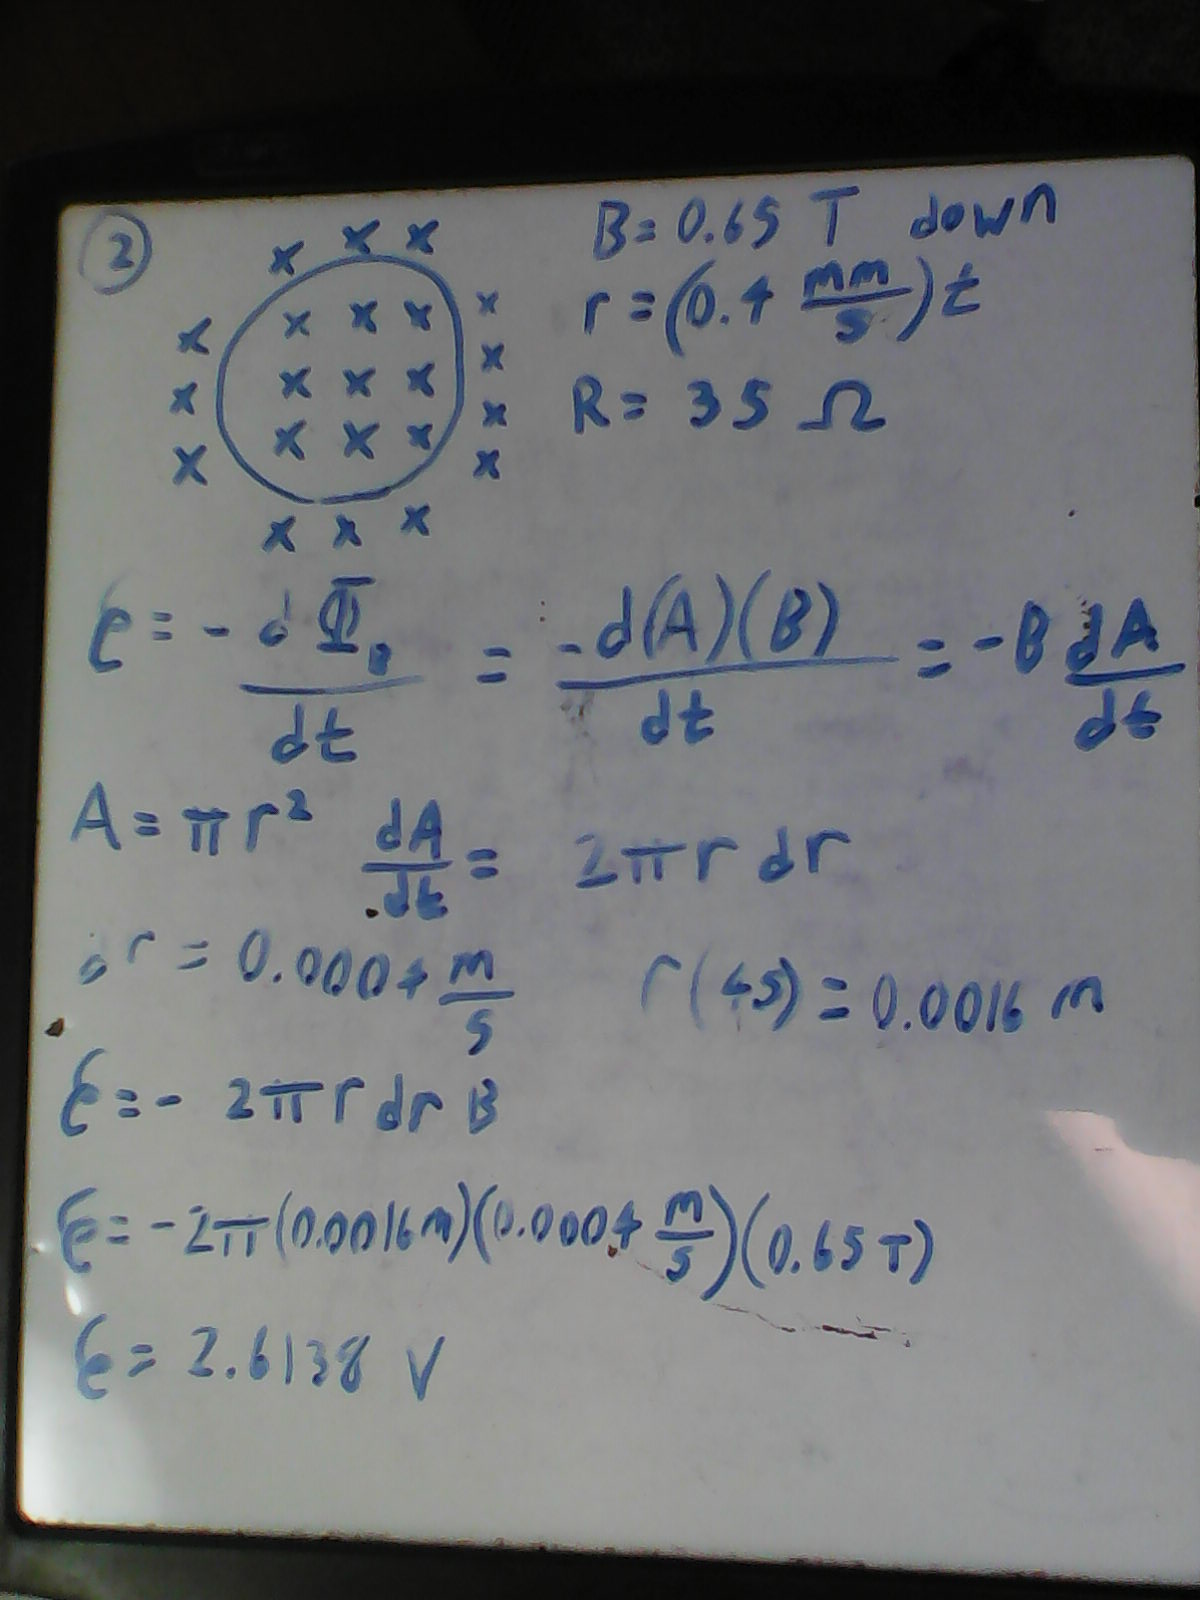 2
B = 0.65 T down
r = (0.4 mm/s)t
R = 35 Ω
x x x
x x x x x
x x x x x
x x x x x
x
x x x
ε = - dΦ_B/dt = -d(A)(B)/dt = -B dA/dt
A = πr² dA/dt = 2πr dr
dr = 0.0004 m/s r(4s) = 0.0016 m
ε = - 2πr dr B
ε = -2π(0.0016m)(0.0004 m/s)(0.65 T)
ε = 2.6138 V